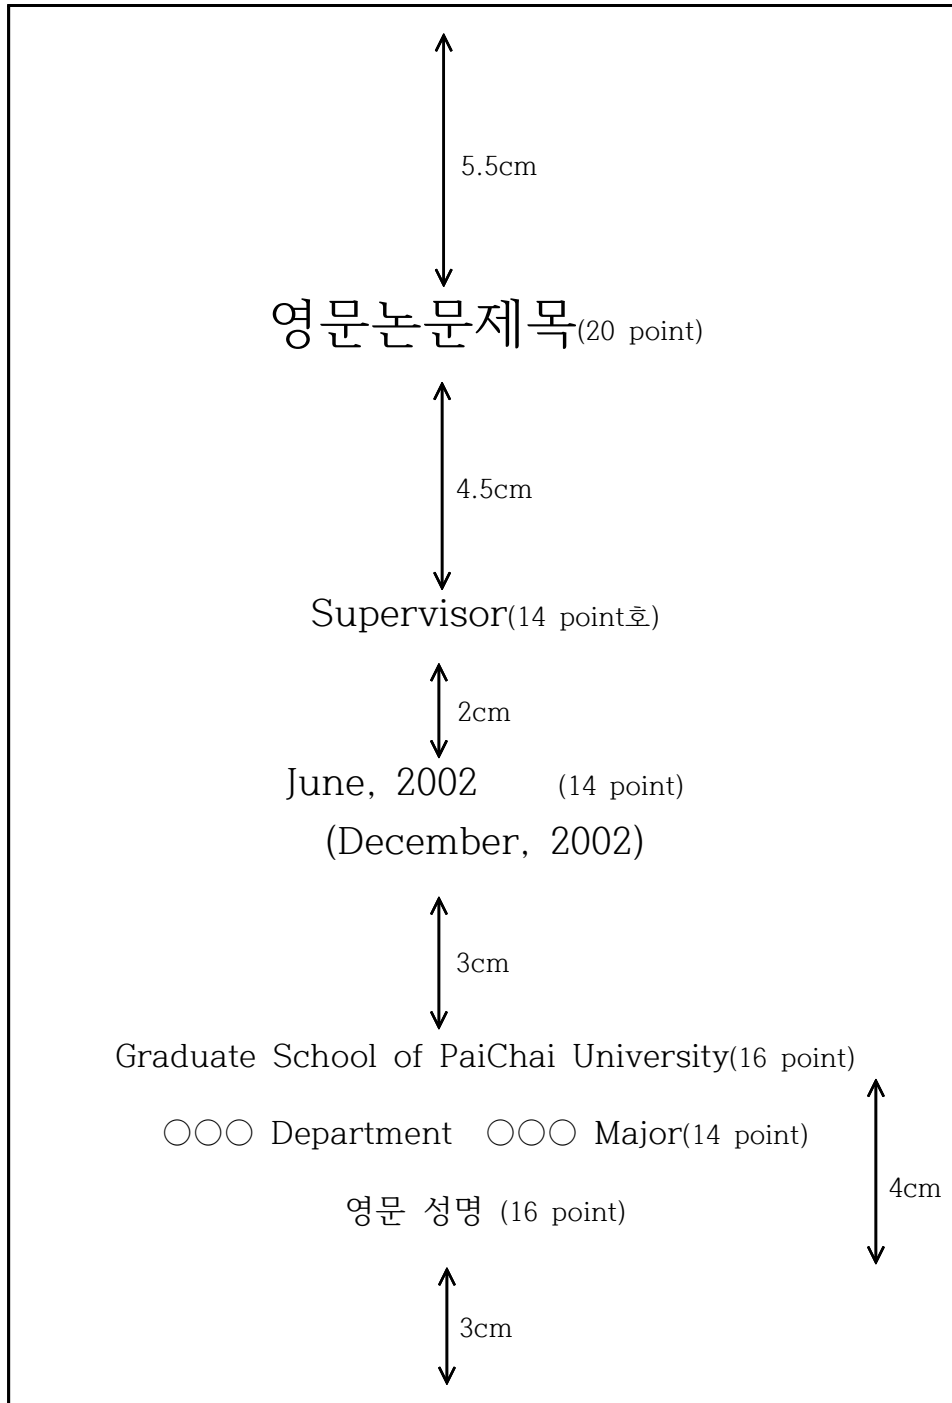 5.5cm
영문논문제목(20 point)
4.5cm
Supervisor(14 point호)
2cm
June, 2002 (14 point)
(December, 2002)
3cm
Graduate School of PaiChai University(16 point)
○○○ Department ○○○ Major(14 point)
4cm
영문 성명 (16 point)
3cm